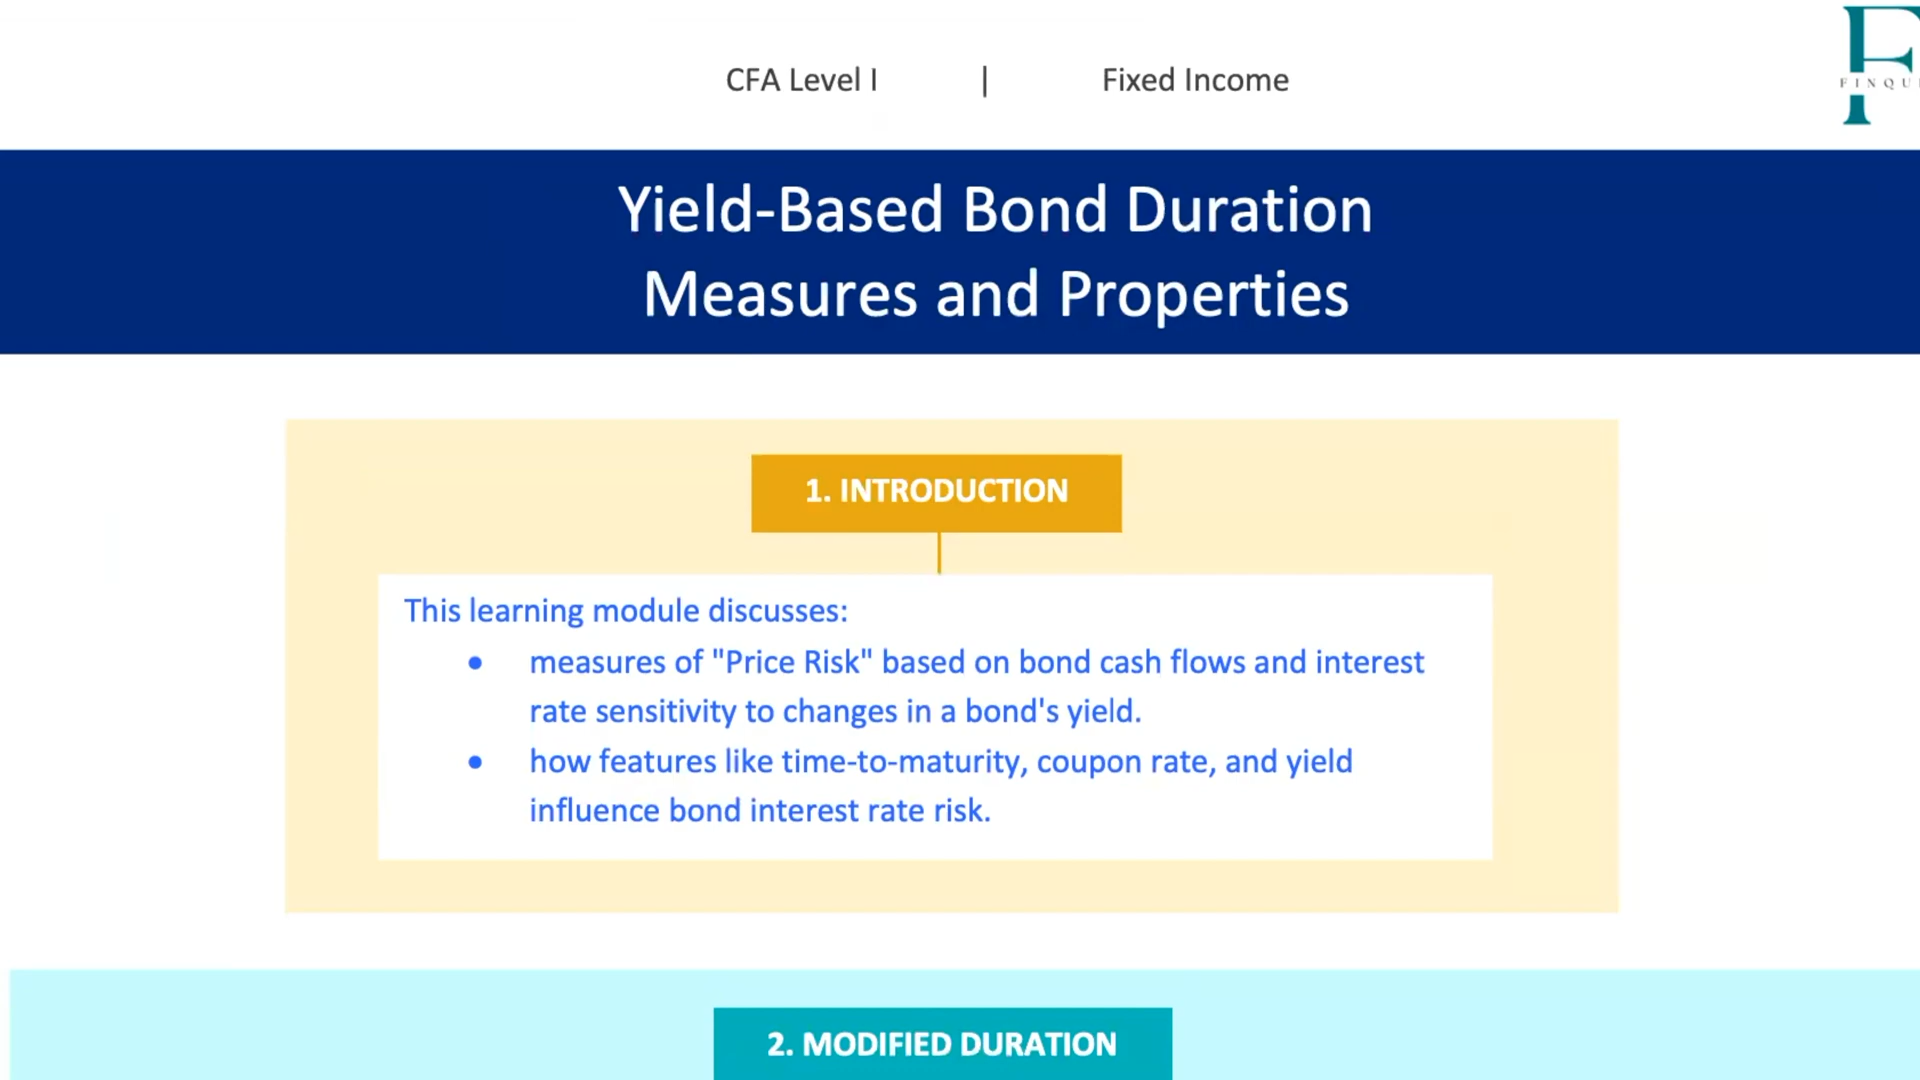 CFA Level I | Fixed Income
FINQU
Yield-Based Bond Duration
Measures and Properties
1. INTRODUCTION
This learning module discusses:
• measures of "Price Risk" based on bond cash flows and interest
rate sensitivity to changes in a bond's yield.
• how features like time-to-maturity, coupon rate, and yield
influence bond interest rate risk.
2. MODIFIED DURATION